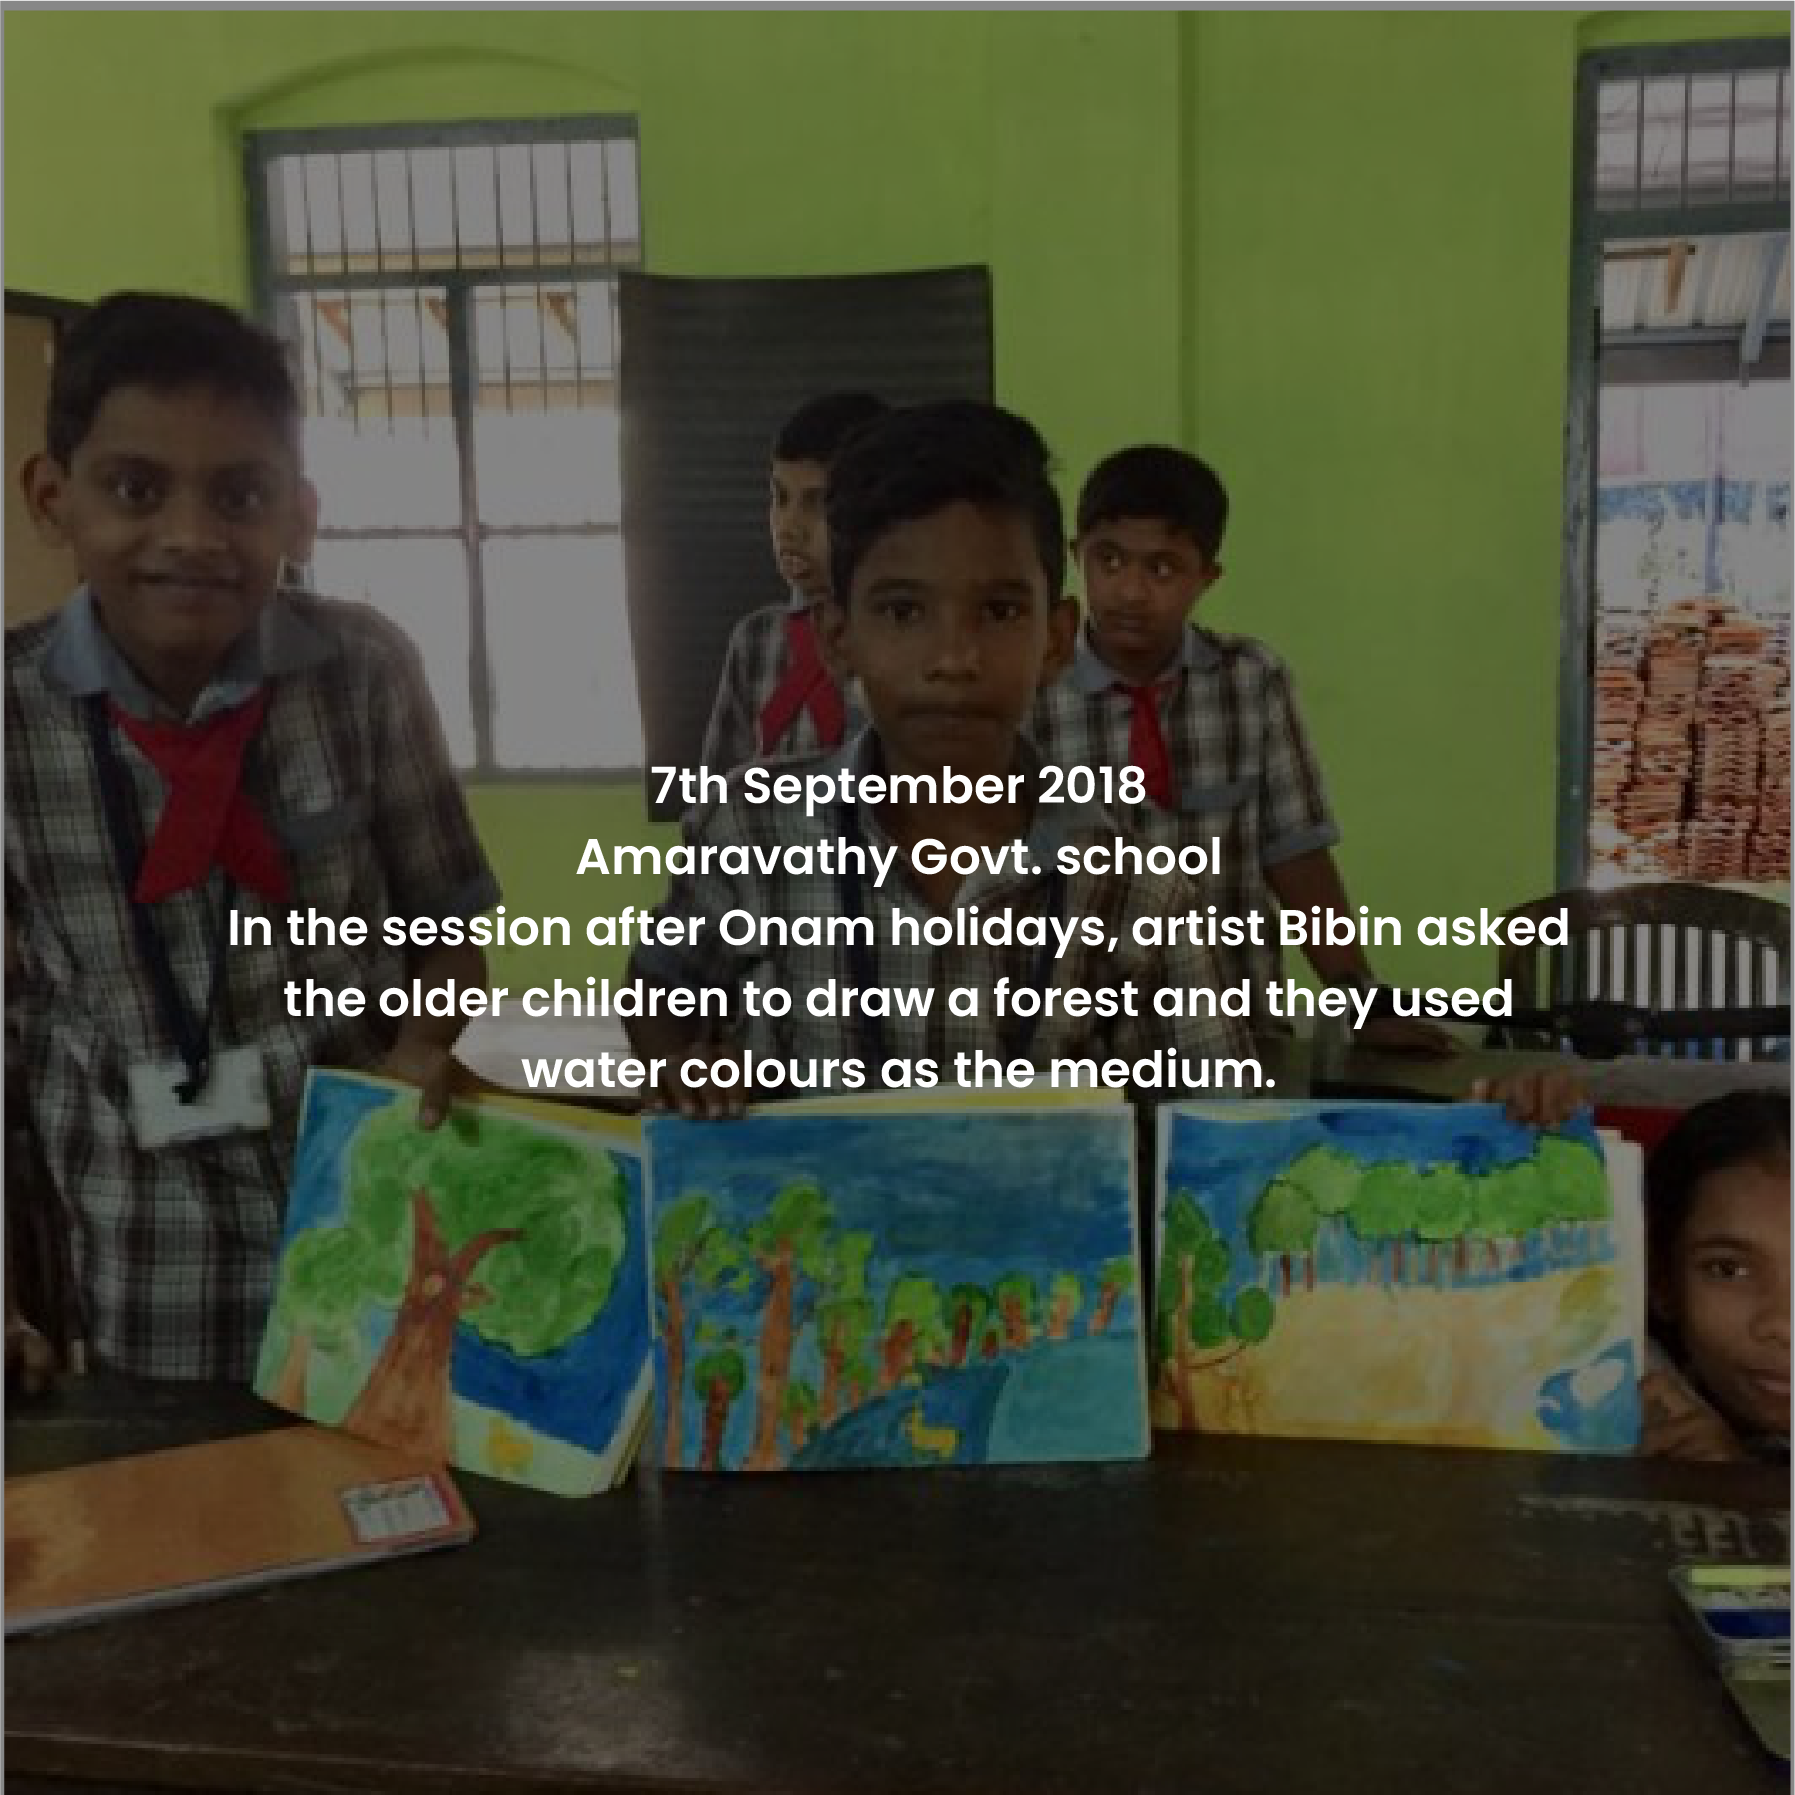 7th September 2018
Amaravathy Govt. school
In the session after Onam holidays, artist Bibin asked
the older children to draw a forest and they used
water colours as the medium.